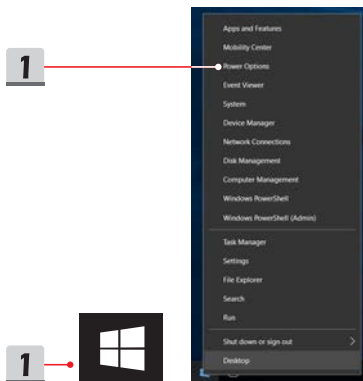 Apps and Features
Mobility Center
1
Power Options
Event Viewer
System
Device Manager
Network Connections
Disk Management
Computer Management
Windows PowerShell
Windows PowerShell (Admin)
Task Manager
Settings
File Explorer
Search
Run
Shut down or sign out
Desktop
1